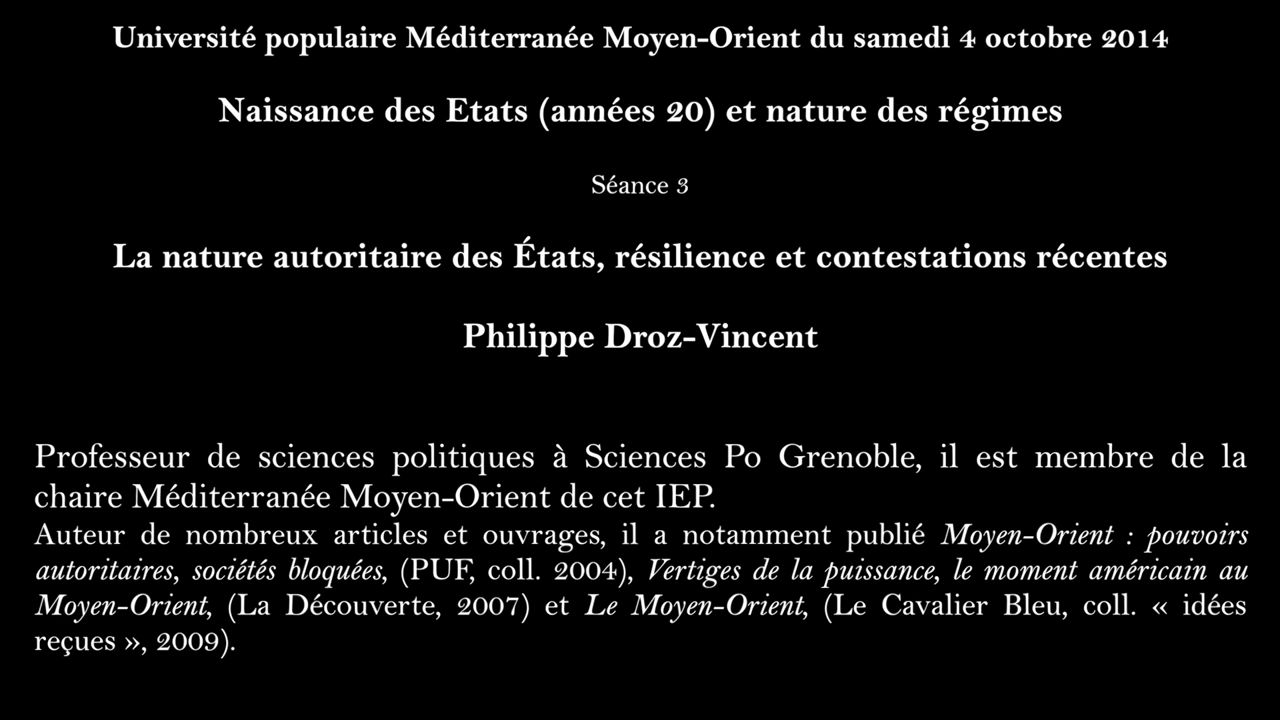 Université populaire Méditerranée Moyen-Orient du samedi 4 octobre 2014
Naissance des Etats (années 20) et nature des régimes
Séance 3
La nature autoritaire des États, résilience et contestations récentes
Philippe Droz-Vincent
Professeur de sciences politiques à Sciences Po Grenoble, il est membre de la
chaire Méditerranée Moyen-Orient de cet IEP.
Auteur de nombreux articles et ouvrages, il a notamment publié Moyen-Orient : pouvoirs
autoritaires, sociétés bloquées, (PUF, coll. 2004), Vertiges de la puissance, le moment américain au
Moyen-Orient, (La Découverte, 2007) et Le Moyen-Orient, (Le Cavalier Bleu, coll. « idées
reçues », 2009).